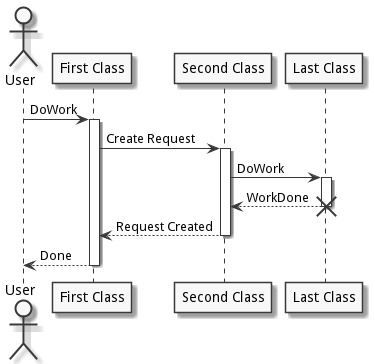 User
First Class
Second Class
Last Class
DoWork
Create Request
DoWork
WorkDone
Request Created
Done
User
First Class
Second Class
Last Class